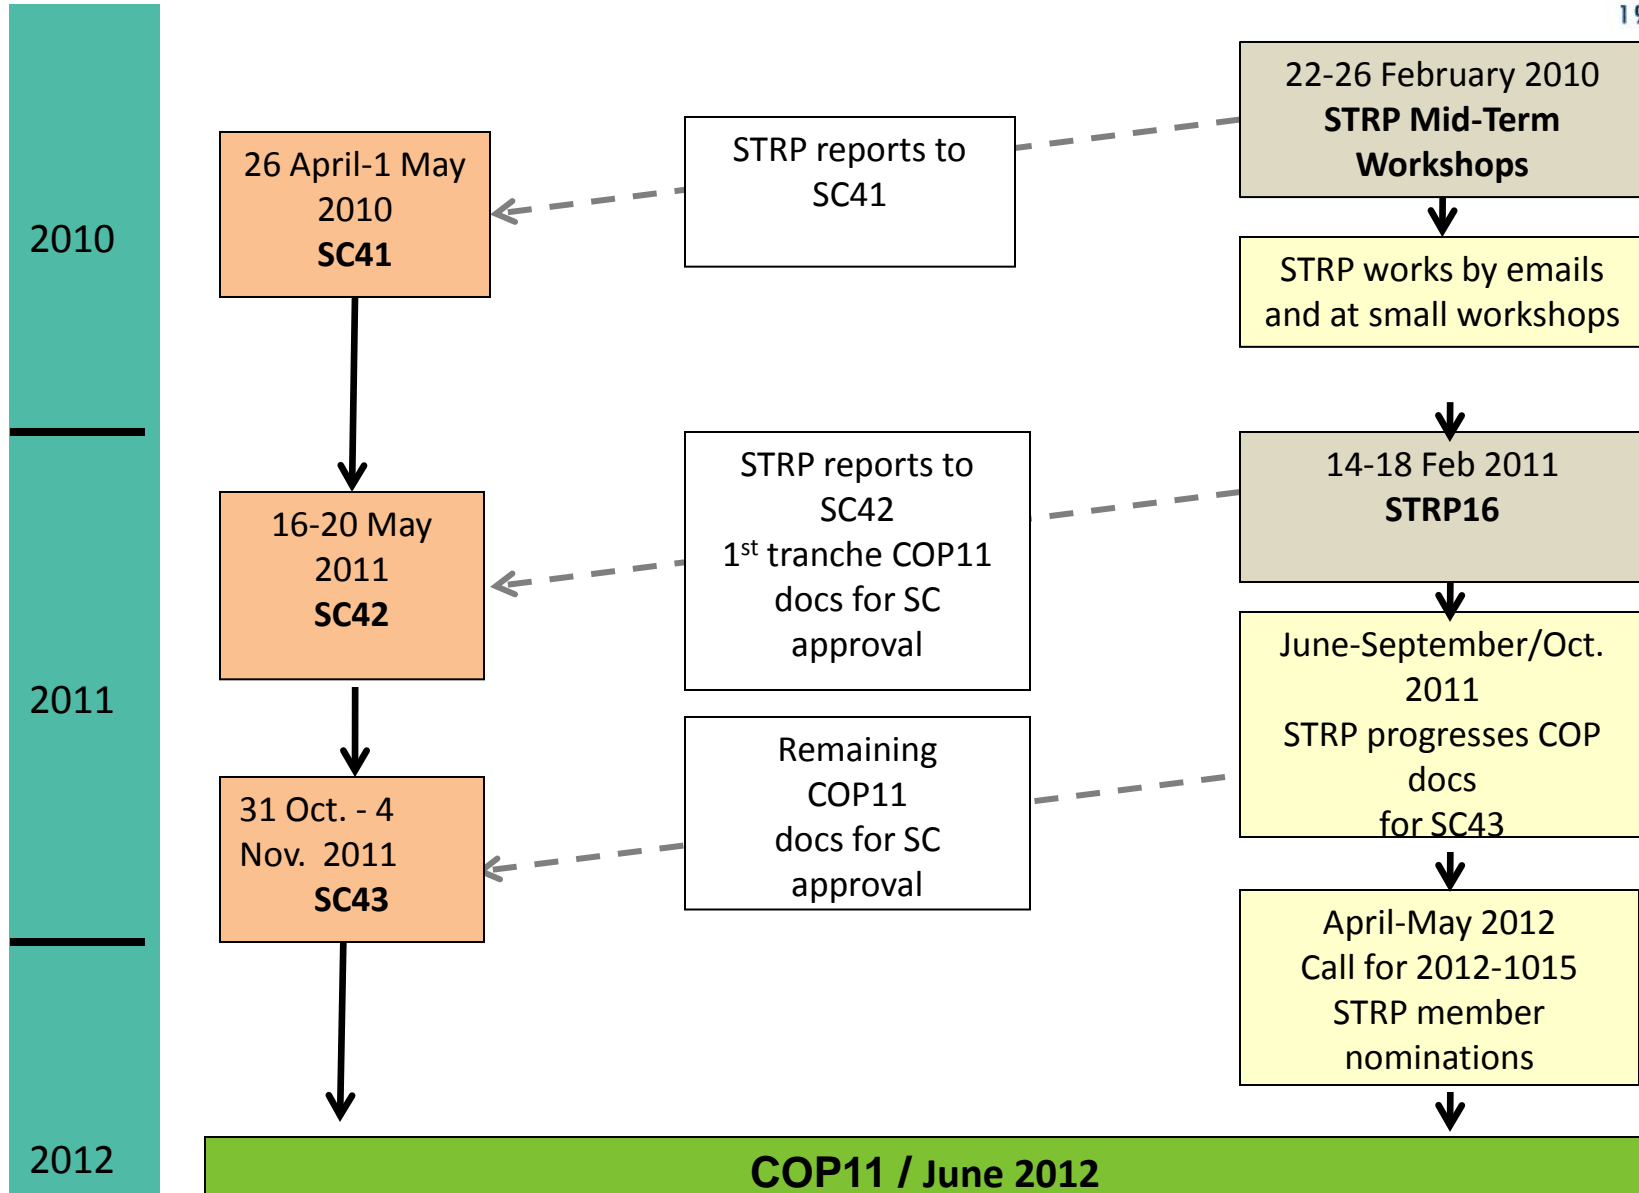 19
2010
2011
2012
26 April-1 May
2010
SC41
16-20 May
2011
SC42
31 Oct. - 4
Nov. 2011
SC43
STRP reports to
SC41
STRP reports to
SC42
1st tranche COP11
docs for SC
approval
Remaining
COP11
docs for SC
approval
22-26 February 2010
STRP Mid-Term
Workshops
STRP works by emails
and at small workshops
14-18 Feb 2011
STRP16
June-September/Oct.
2011
STRP progresses COP
docs
for SC43
April-May 2012
Call for 2012-1015
STRP member
nominations
COP11 / June 2012